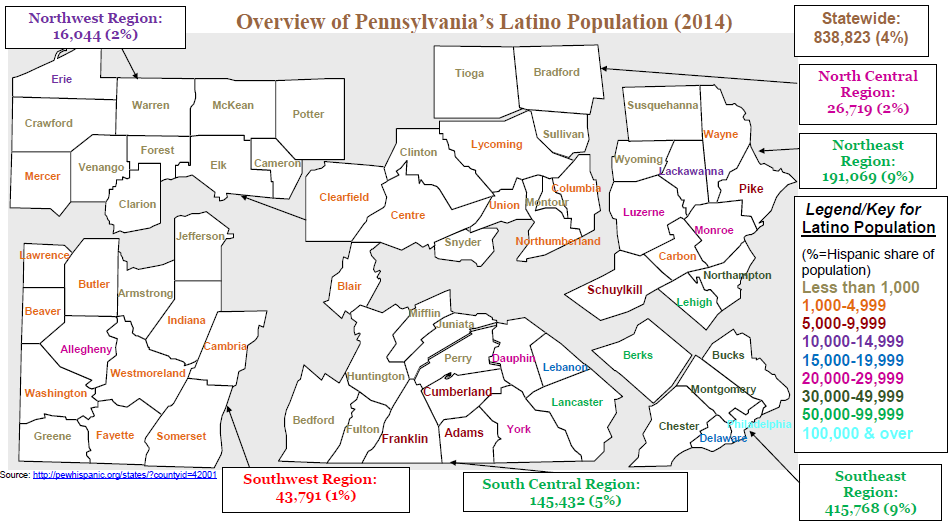 Overview of Pennsylvania's Latino Population (2014)
Northwest Region:
16,044 (2%)
Statewide:
838,823 (4%)
North Central
Region:
26,719 (2%)
Northeast
Region:
191,069 (9%)
Erie
Crawford
Warren
McKean
Potter
Mercer
Venango
Forest
Elk
Cameron
Clarion
Jefferson
Tioga
Bradford
Clinton
Lycoming
Sullivan
Clearfield
Centre
Union
Montour
Columbia
Snyder
Northumberland
Susquehanna
Wayne
Wyoming
Lackawanna
Pike
Luzerne
Monroe
Carbon
Northampton
Schuylkill
Lehigh
Lawrence
Butler
Armstrong
Beaver
Indiana
Allegheny
Cambria
Westmoreland
Washington
Greene
Fayette
Somerset
Blair
Mifflin
Juniata
Perry
Dauphin
Lebanon
Huntington
Cumberland
Lancaster
Bedford
Fulton
Franklin
Adams
York
Berks
Bucks
Montgomery
Chester
Philadelphia
Delaware
Legend/Key for
Latino Population
(%=Hispanic share of
population)
Less than 1,000
1,000-4,999
5,000-9,999
10,000-14,999
15,000-19,999
20,000-29,999
30,000-49,999
50,000-99,999
100,000 & over
Source: http://pewhispanic.org/states/?countyid=42001
Southwest Region:
43,791 (1%)
South Central Region:
145,432 (5%)
Southeast
Region:
415,768 (9%)